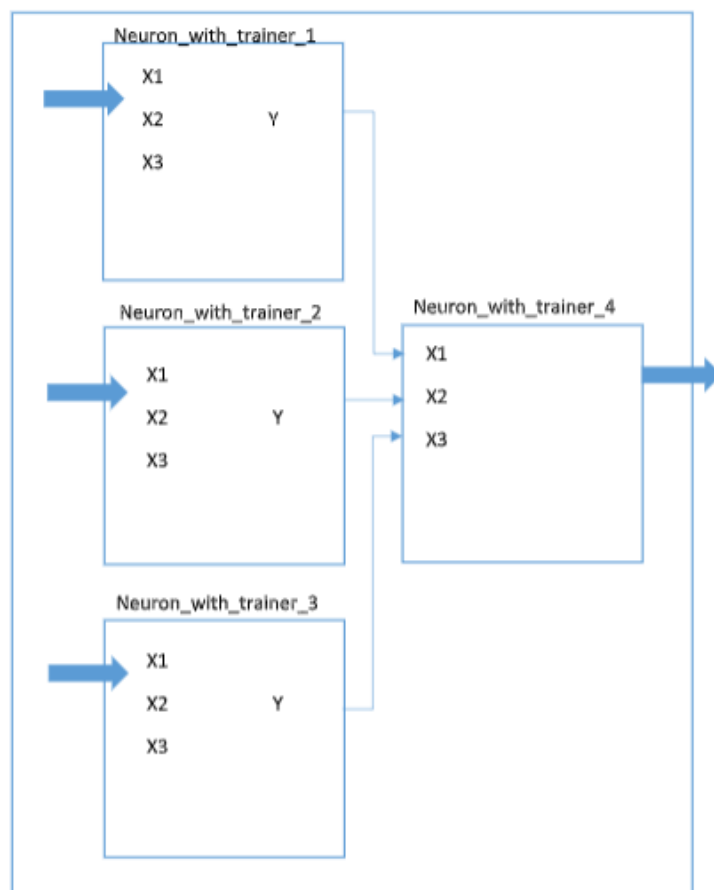 Neuron_with_trainer_1
X1
X2 Y
X3
Neuron_with_trainer_2
X1
X2 Y
X3
Neuron_with_trainer_3
X1
X2 Y
X3
Neuron_with_trainer_4
X1
X2
X3